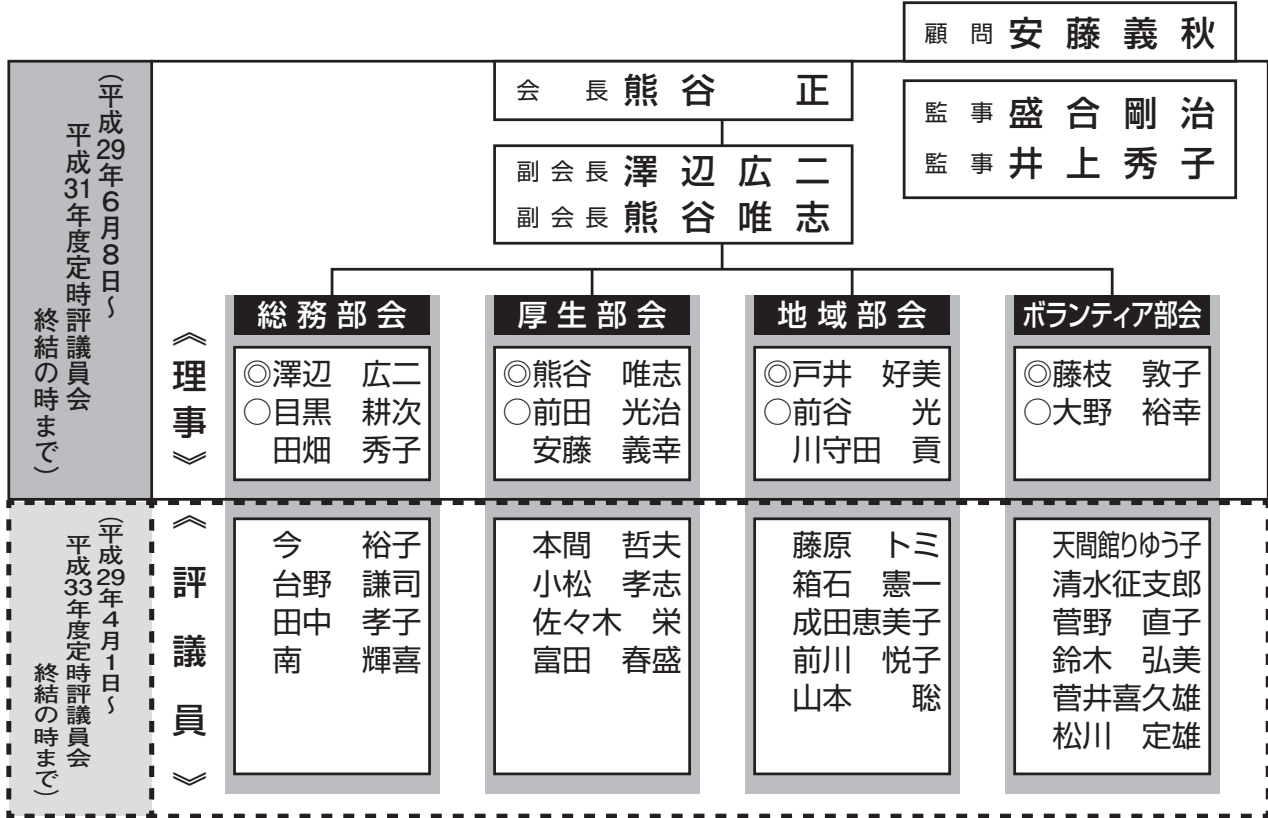 顧問 安藤義秋
会長 熊谷 正
監事 盛合剛治
監事 井上秀子
副会長 澤辺広二
副会長 熊谷唯志
（平成29年6月8日～
平成31年度定時評議員会
終結の時まで）
《理事》
総務部会
◎澤辺 広二
○目黒 耕次
田畑 秀子
厚生部会
◎熊谷 唯志
○前田 光治
安藤 義幸
地域部会
◎戸井 好美
○前谷 光
川守田 貢
ボランティア部会
◎藤枝 敦子
○大野 裕幸
（平成29年4月1日～
平成33年度定時評議員会
終結の時まで）
《評議員》
今 裕子
台野 謙司
田中 孝子
南 輝喜
本間 哲夫
小松 孝志
佐々木 栄
富田 春盛
藤原 トミ
箱石 憲一
成田恵美子
前川 悦子
山本 聡
天間館りゆう子
清水征支郎
菅野 直子
鈴木 弘美
菅井喜久雄
松川 定雄